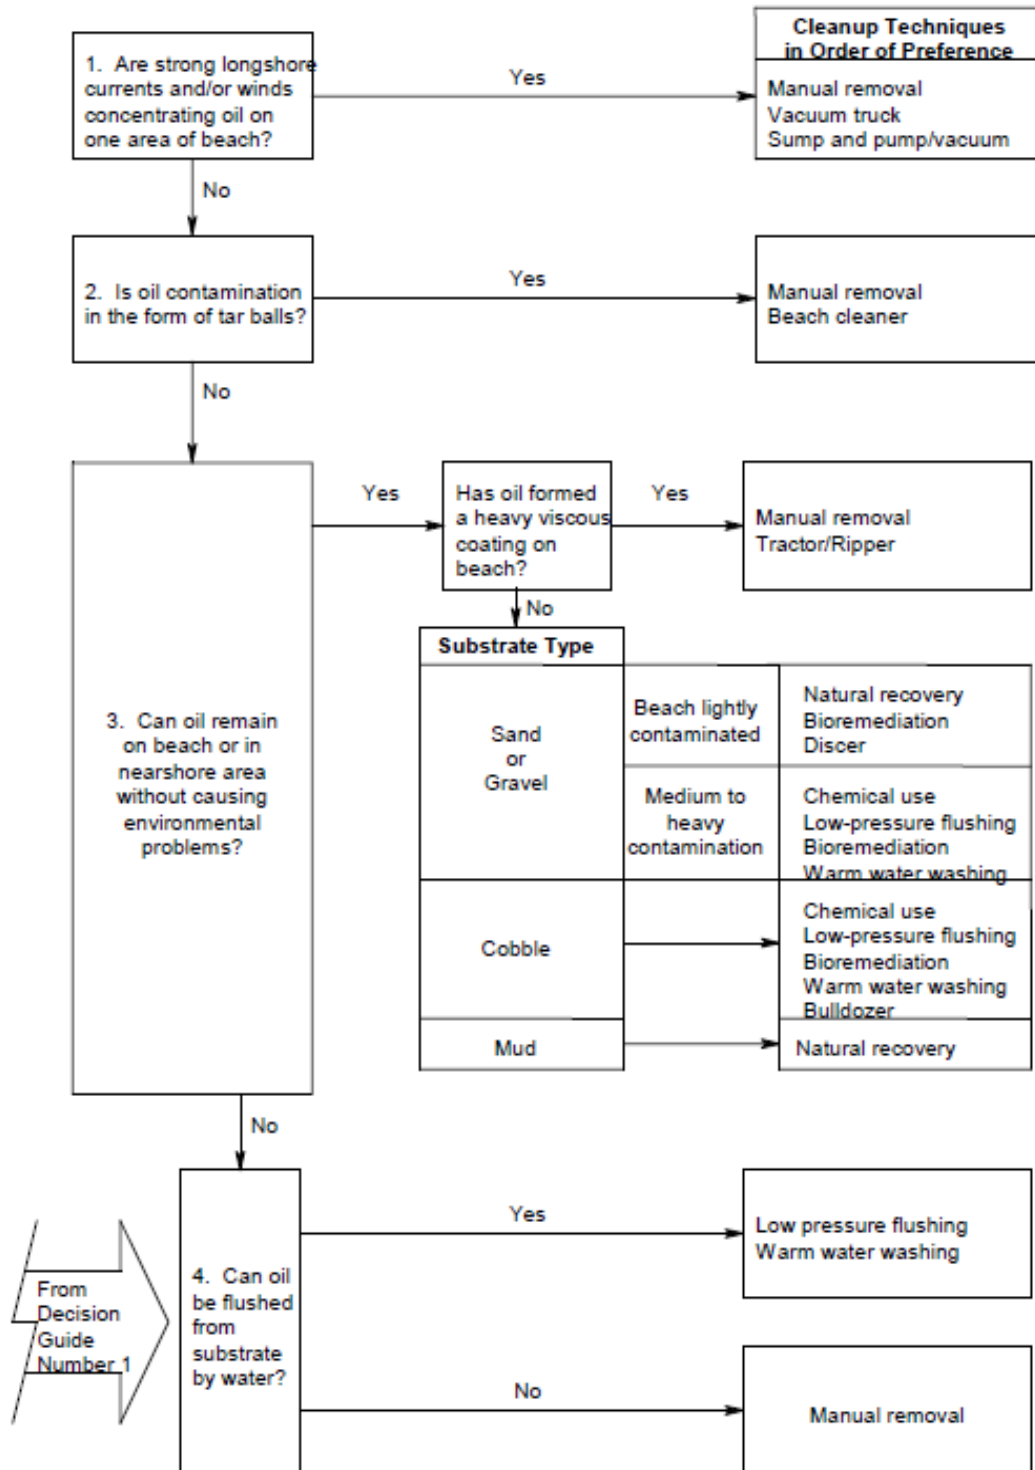 Cleanup Techniques
in Order of Preference
1. Are strong longshore
currents and/or winds
concentrating oil on
one area of beach?
Yes
Manual removal
Vacuum truck
Sump and pump/vacuum
No
2. Is oil contamination
in the form of tar balls?
Yes
Manual removal
Beach cleaner
No
3. Can oil remain
on beach or in
nearshore area
without causing
environmental
problems?
Yes
Has oil formed
a heavy viscous
coating on
beach?
Yes
Manual removal
Tractor/Ripper
No
Substrate Type
Sand
or
Gravel
Beach lightly
contaminated
Natural recovery
Bioremediation
Discer
Medium to
heavy
contamination
Chemical use
Low-pressure flushing
Bioremediation
Warm water washing
Cobble
Chemical use
Low-pressure flushing
Bioremediation
Warm water washing
Bulldozer
Mud
Natural recovery
No
From
Decision
Guide
Number 1
4. Can oil
be flushed
from
substrate
by water?
Yes
Low pressure flushing
Warm water washing
No
Manual removal